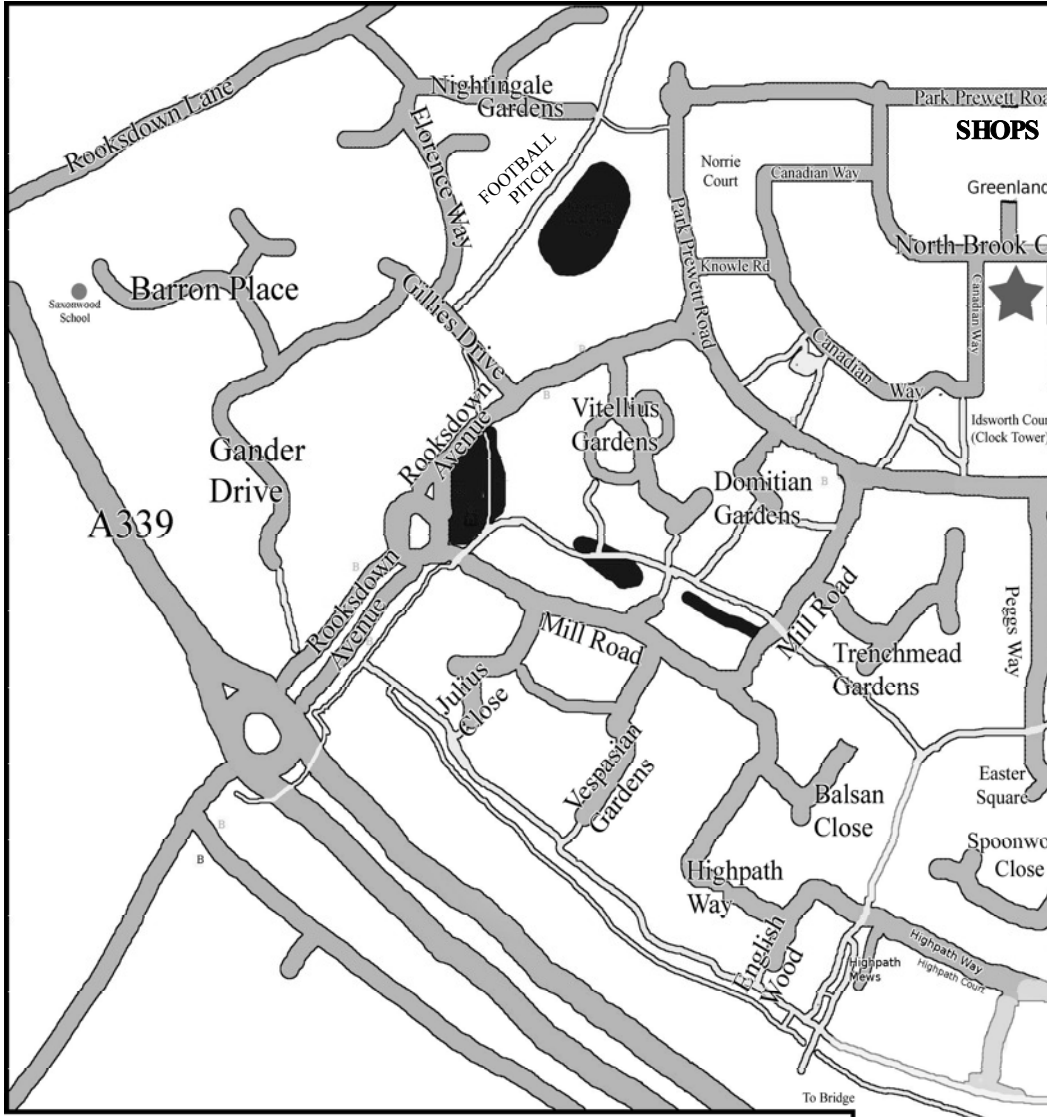 Nightingale
Gardens
Rooksdown Lane
Park Prewett Roa
SHOPS
Florence Way
FOOTBALL
PITCH
Norrie
Court
Canadian Way
Greenland
Park Prewett Road
North Brook C
Knowle Rd
Barron Place
Saxonwood
School
Gillies Drive
Canadian Way
Canadian
Way
B
B
Rooksdown
Avenue
Vitellius
Gardens
Idsworth Cour
(Clock Tower)
B
Gander
Drive
Domitian
Gardens
B
A339
B
Rooksdown
Avenue
Mill Road
Mill Road
Peggs Way
Trenchmead
Gardens
Julius
Close
Vespasian
Gardens
Easter
Square
Balsan
Close
B
B
Spoonwo
Close
Highpath
Way
English
Wood
Highpath Way
Highpath Court
Highpath
Mews
To Bridge